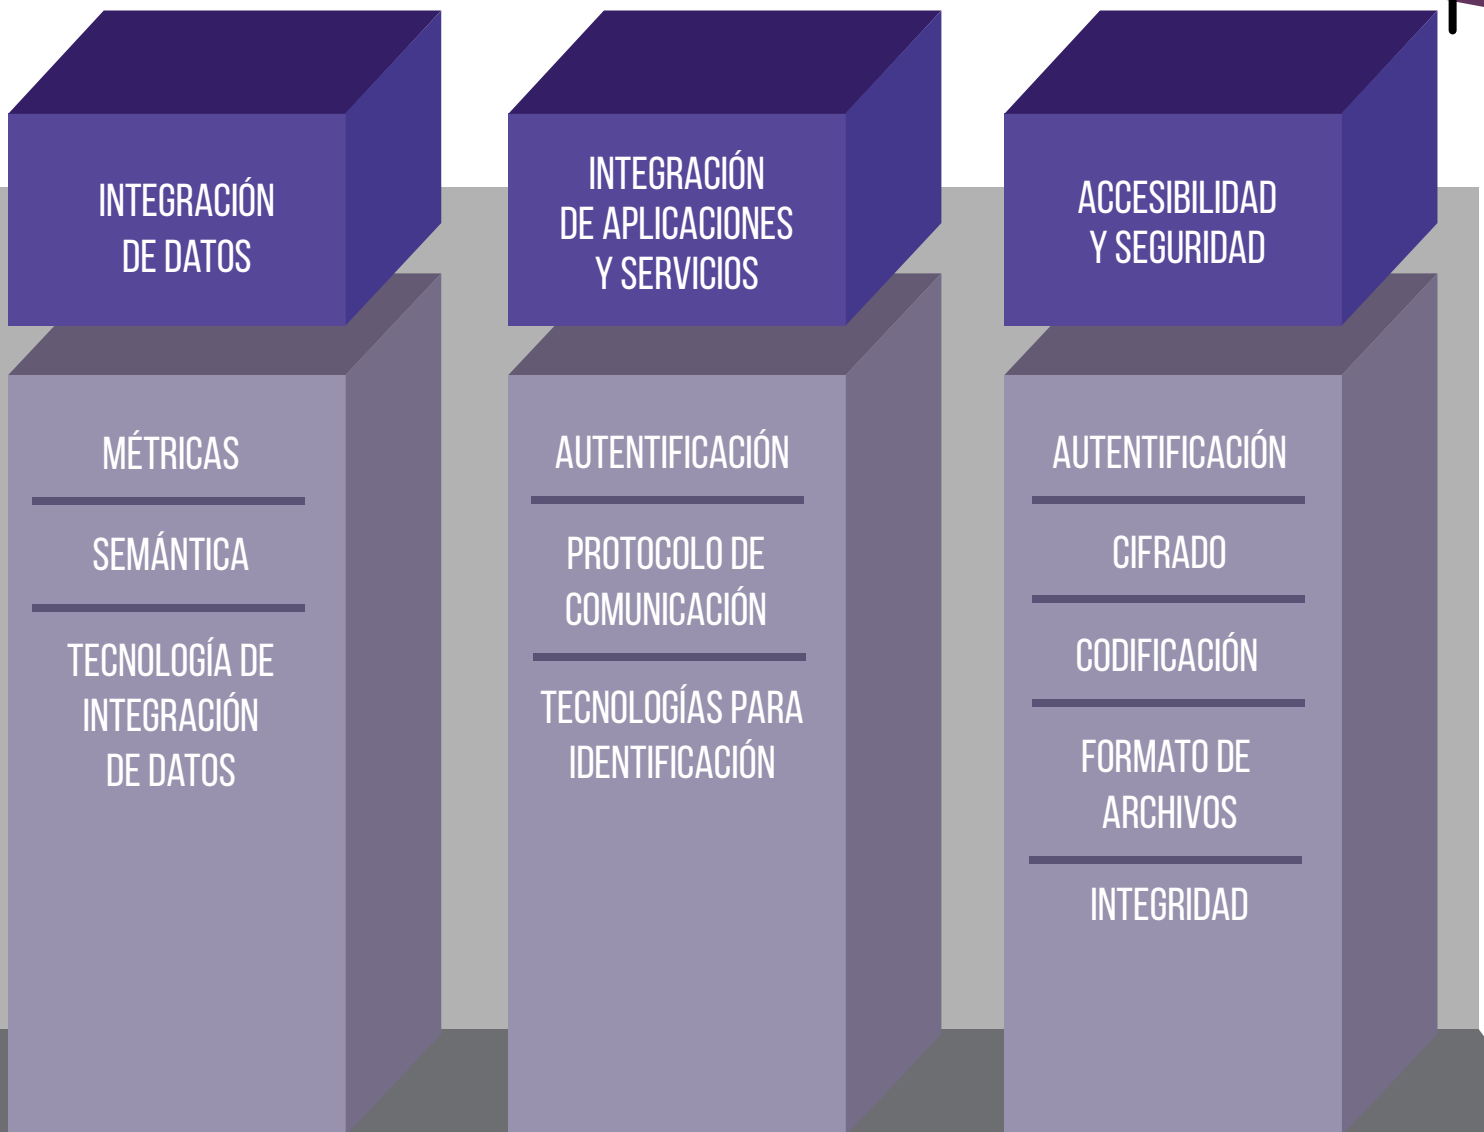 INTEGRACIÓN
DE DATOS
MÉTRICAS
SEMÁNTICA
TECNOLOGÍA DE
INTEGRACIÓN
DE DATOS
INTEGRACIÓN
DE APLICACIONES
Y SERVICIOS
AUTENTIFICACIÓN
PROTOCOLO DE
COMUNICACIÓN
TECNOLOGÍAS PARA
IDENTIFICACIÓN
ACCESIBILIDAD
Y SEGURIDAD
AUTENTIFICACIÓN
CIFRADO
CODIFICACIÓN
FORMATO DE
ARCHIVOS
INTEGRIDAD